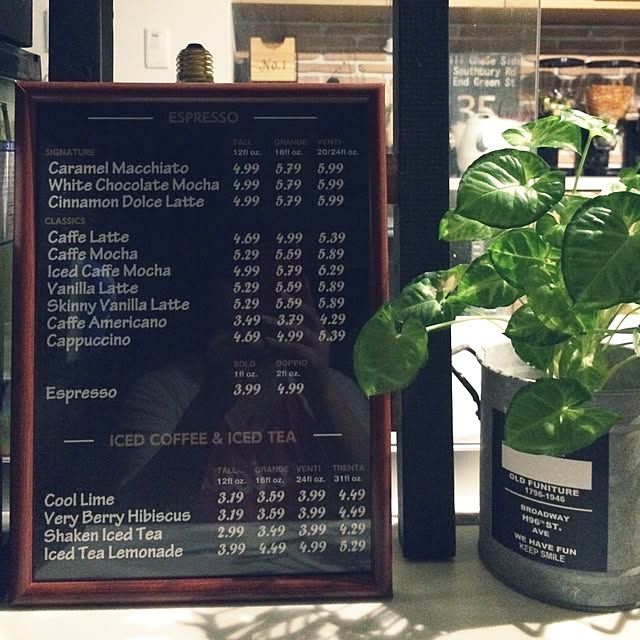 No.1
ll Chase Side
Southbury Rd
End Green St
35
ESPRESSO
TALL GRANDE VENTI
SIGNATURE 12fl oz. 16fl oz. 20/24fl oz.
Caramel Macchiato 4.99 5.79 5.99
White Chocolate Mocha 4.99 5.79 5.99
Cinnamon Dolce Latte 4.99 5.79 5.99
CLASSICS
Caffe Latte 4.69 4.99 5.39
Caffe Mocha 5.29 5.59 5.89
Iced Caffe Mocha 4.99 5.79 6.29
Vanilla Latte 5.29 5.59 5.89
Skinny Vanilla Latte 5.29 5.59 5.89
Caffe Americano 3.49 3.79 4.29
Cappuccino 4.69 4.99 5.39
SOLO DOPPIO
1fl oz. 2fl oz.
Espresso 3.99 4.99
ICED COFFEE & ICED TEA
TALL GRANDE VENTI TRENTA
12fl oz. 16fl oz. 24fl oz. 31fl oz.
Cool Lime 3.19 3.59 3.99 4.49
Very Berry Hibiscus 3.19 3.59 3.99 4.49
Shaken Iced Tea 2.99 3.49 3.99 4.29
Iced Tea Lemonade 3.99 4.49 4.99 5.29
OLD FUNITURE
1796-1946
BROADWAY
H96th ST.
AVE
WE HAVE FUN
KEEP SMILE